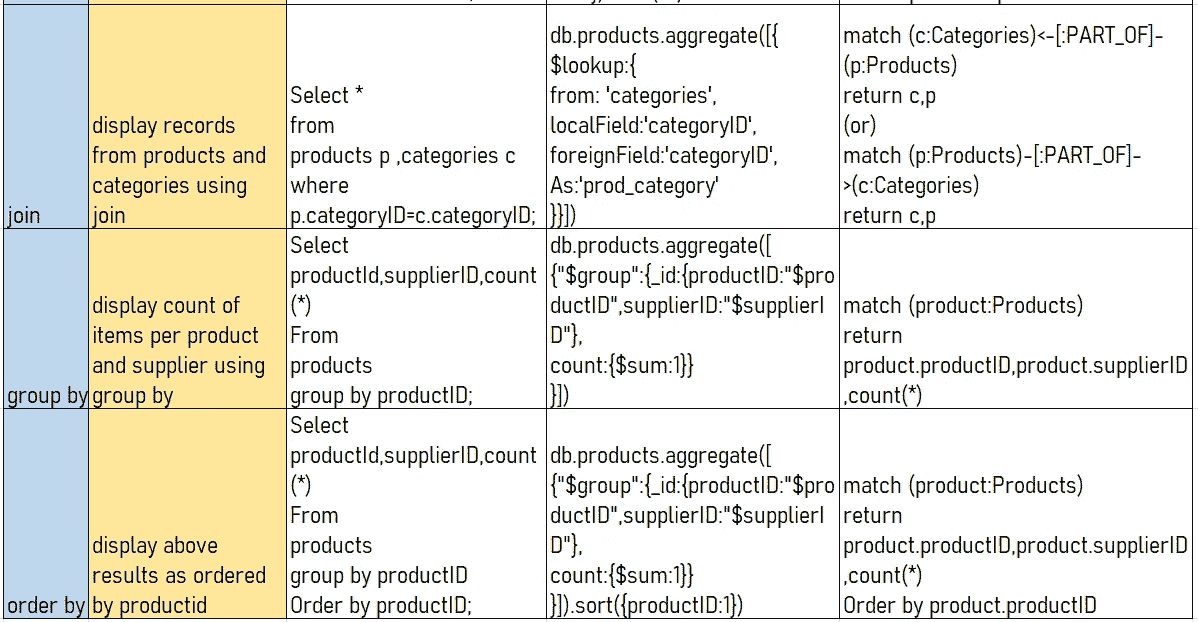 join
display records
from products and
categories using
join
Select *
from
products p ,categories c
where
p.categoryID=c.categoryID;
db.products.aggregate([{
$lookup:{
from: 'categories',
localField:'categoryID',
foreignField:'categoryID',
As:'prod_category'
}}])
match (c:Categories)<-[:PART_OF]-
(p:Products)
return c,p
(or)
match (p:Products)-[:PART_OF]-
>(c:Categories)
return c,p
group by
display count of
items per product
and supplier using
group by
Select
productId,supplierID,count
(*)
From
products
group by productID;
db.products.aggregate([
{"$group":{_id:{productID:"$pro
ductID",supplierID:"$supplierI
D"},
count:{$sum:1}}
}])
match (product:Products)
return
product.productID,product.supplierID
,count(*)
order by
display above
results as ordered
by productid
Select
productId,supplierID,count
(*)
From
products
group by productID
Order by productID;
db.products.aggregate([
{"$group":{_id:{productID:"$pro
ductID",supplierID:"$supplierI
D"},
count:{$sum:1}}
}]).sort({productID:1})
match (product:Products)
return
product.productID,product.supplierID
,count(*)
Order by product.productID